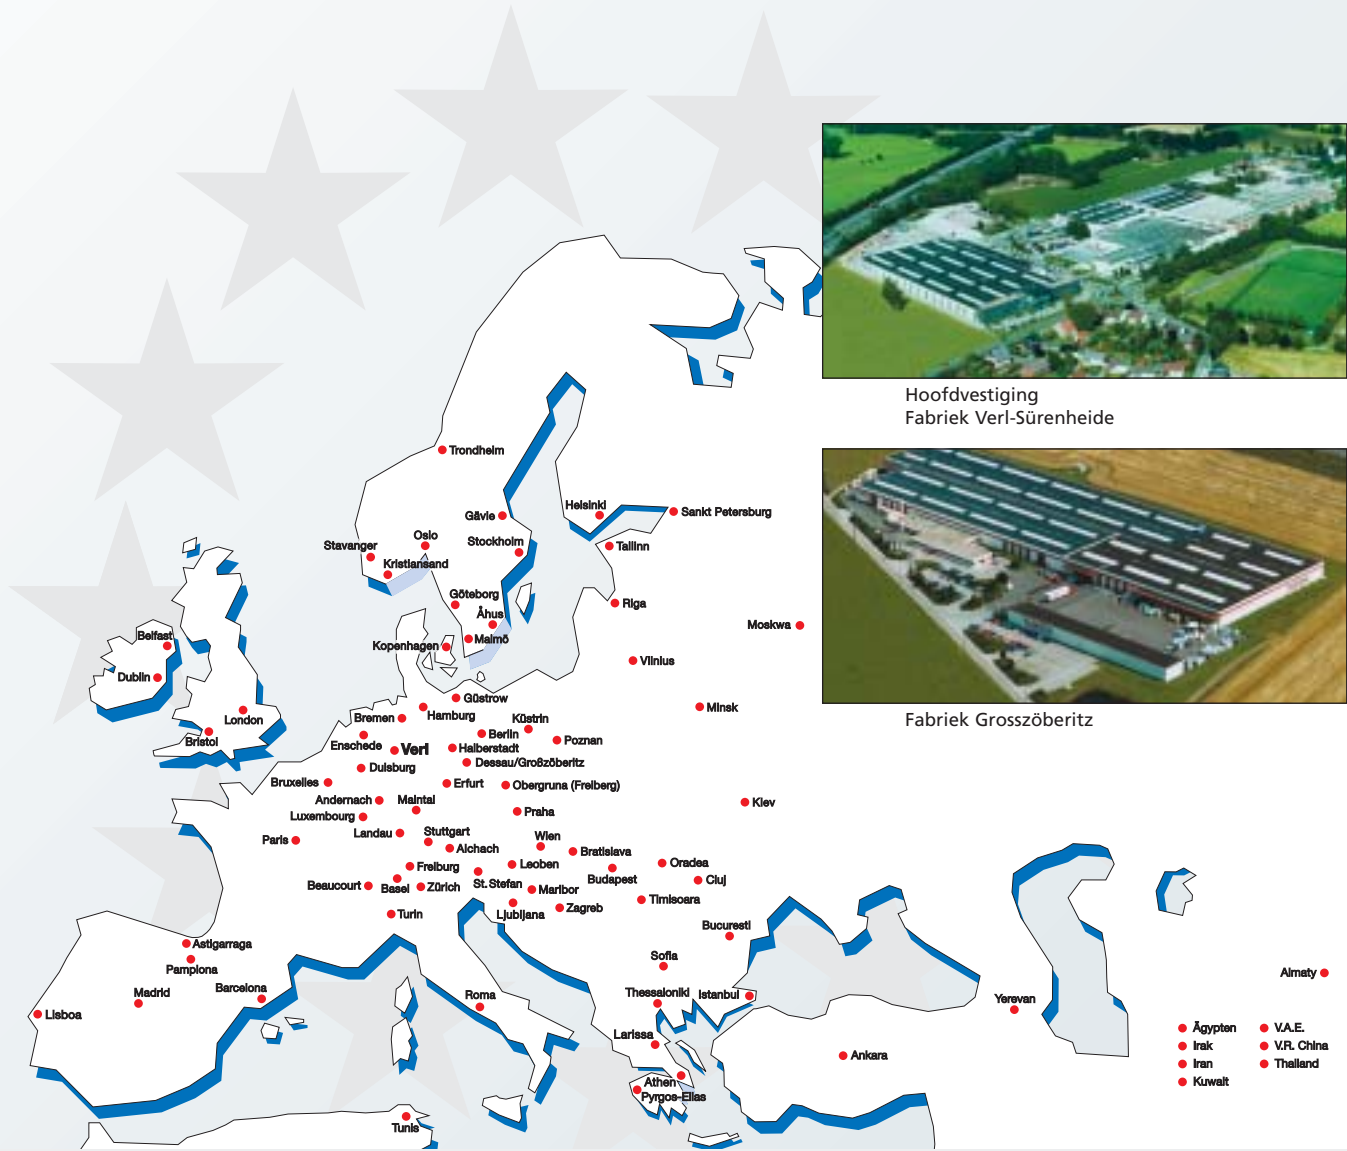 Hoofdvestiging
Fabriek Verl-Sürenheide
Trondheim
Fabriek Grosszöberitz
Gävle
Helsinki
Sankt Petersburg
Oslo
Stockholm
Stavanger
Tallinn
Kristiansand
Göteborg
Riga
Åhus
Moskwa
Belfast
Malmö
Kopenhagen
Vilnius
Dublin
Güstrow
Minsk
Hamburg
London
Bremen
Küstrin
Berlin
Bristol
Poznan
Enschede
Verl
Halberstadt
Dessau/Großzöberitz
Duisburg
Bruxelles
Erfurt
Obergruna (Freiberg)
Andernach
Maintal
Kiev
Luxembourg
Praha
Paris
Landau
Stuttgart
Wien
Aichach
Bratislava
Freiburg
Leoben
Oradea
Budapest
Cluj
Beaucourt
Basel
Zürich
St. Stefan
Maribor
Timisoara
Turin
Ljubljana
Zagreb
Bucuresti
Astigarraga
Sofia
Pamplona
Almaty
Barcelona
Madrid
Roma
Thessaloniki
Istanbul
Yerevan
Lisboa
Larissa
Ankara
Athen
Pyrgos-Elias
Tunis
Ägypten
Irak
Iran
Kuwait
V.A.E.
V.R. China
Thailand